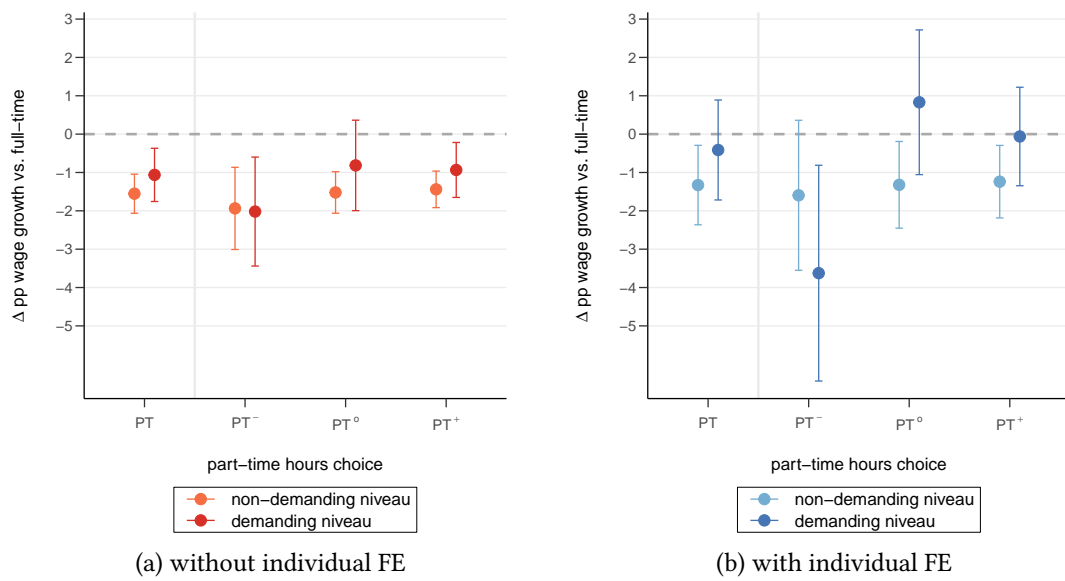 3
2
1
0
−1
−2
−3
−4
−5
Δ pp wage growth vs. full−time
PT
PT −
PT o
PT +
part−time hours choice
non−demanding niveau
demanding niveau
(a) without individual FE
3
2
1
0
−1
−2
−3
−4
−5
Δ pp wage growth vs. full−time
PT
PT −
PT o
PT +
part−time hours choice
non−demanding niveau
demanding niveau
(b) with individual FE